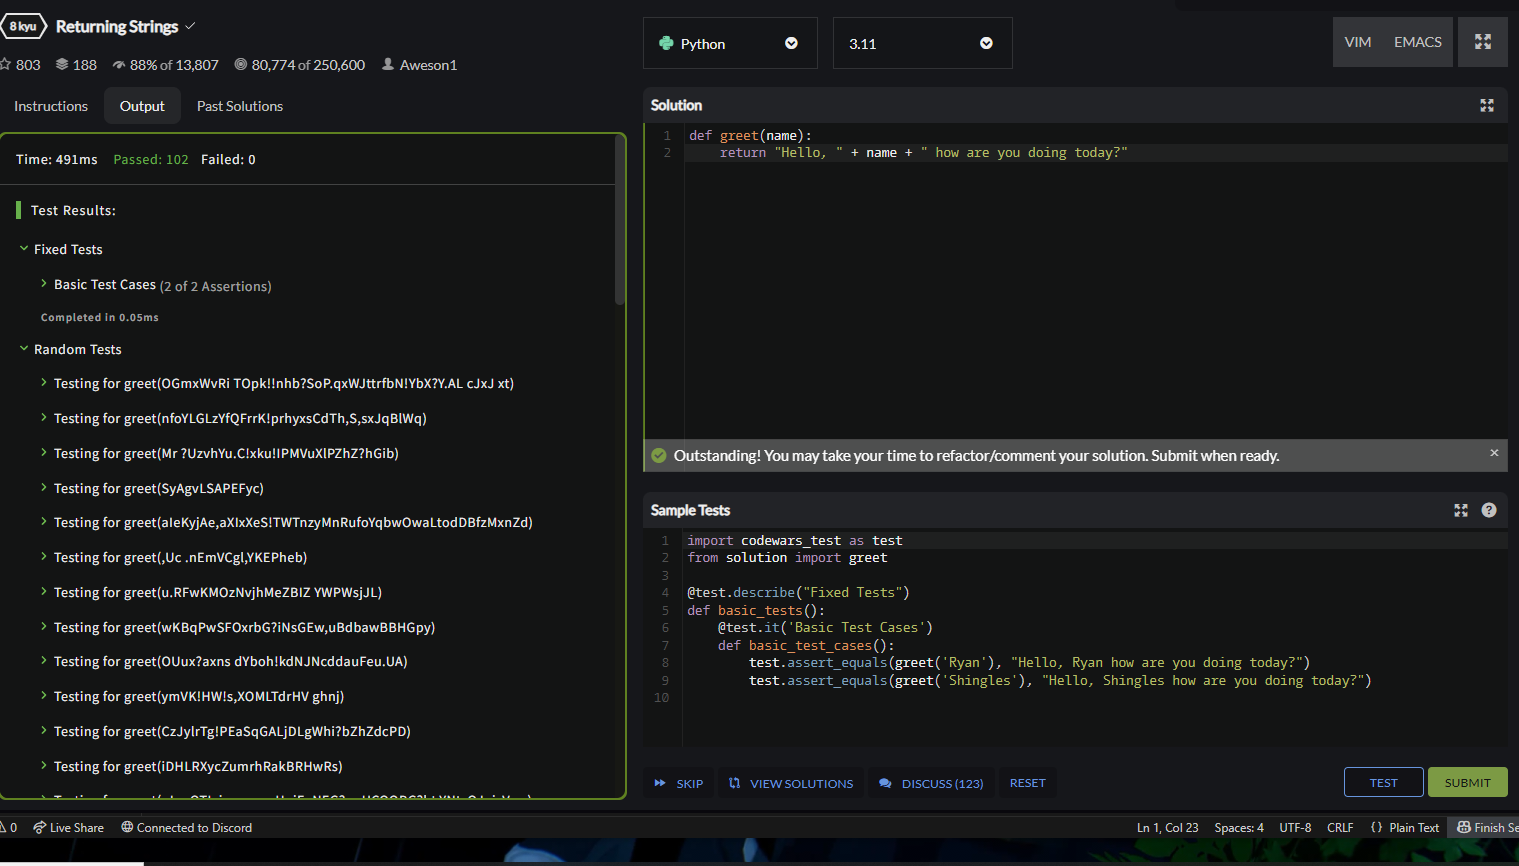 8 kyu Returning Strings
803 188 88% of 13,807 80,774 of 250,600 Aweson1
Instructions Output Past Solutions
Time: 491ms Passed: 102 Failed: 0
Test Results:
Fixed Tests
Basic Test Cases (2 of 2 Assertions)
Completed in 0.05ms
Random Tests
Testing for greet(OGmxWvRi TOpk!!nhb?SoP.qxWJttrfbN!YbX?Y.AL cJxJ xt)
Testing for greet(nfoYLGLzYfQFrrK!prhyxsCdTh,S,sxJqBlWq)
Testing for greet(Mr ?UzvhYu.C!xku!IPMVuXlPZhZ?hGib)
Testing for greet(SyAgvLSAPEFyc)
Testing for greet(aIeKyjAe,aXIxXeS!TWTnzyMnRufoYqbwOwaLtodDBfzMxnZd)
Testing for greet(,Uc .nEmVCgl,YKEPheb)
Testing for greet(u.RFwKMOzNvjhMeZBIZ YWPWsjJL)
Testing for greet(wKBqPwSFOxrbG?iNsGEw,uBdbawBBHGpy)
Testing for greet(OUux?axns dYboh!kdNJNcddauFeu.UA)
Testing for greet(ymVK!HW!s,XOMLTdrHV ghnj)
Testing for greet(CzJylrTg!PEaSqGALjDLgWhi?bZhZdcPD)
Testing for greet(iDHLRXycZumrhRakBRHwRs)
Python 3.11 VIM EMACS
Solution
1 def greet(name):
2 return "Hello, " + name + " how are you doing today?"
Outstanding! You may take your time to refactor/comment your solution. Submit when ready.
Sample Tests
1 import codewars_test as test
2 from solution import greet
3
4 @test.describe("Fixed Tests")
5 def basic_tests():
6 @test.it('Basic Test Cases')
7 def basic_test_cases():
8 test.assert_equals(greet('Ryan'), "Hello, Ryan how are you doing today?")
9 test.assert_equals(greet('Shingles'), "Hello, Shingles how are you doing today?")
10
SKIP VIEW SOLUTIONS DISCUSS (123) RESET TEST SUBMIT
0 Live Share Connected to Discord Ln 1, Col 23 Spaces: 4 UTF-8 CRLF {} Plain Text Finish Se